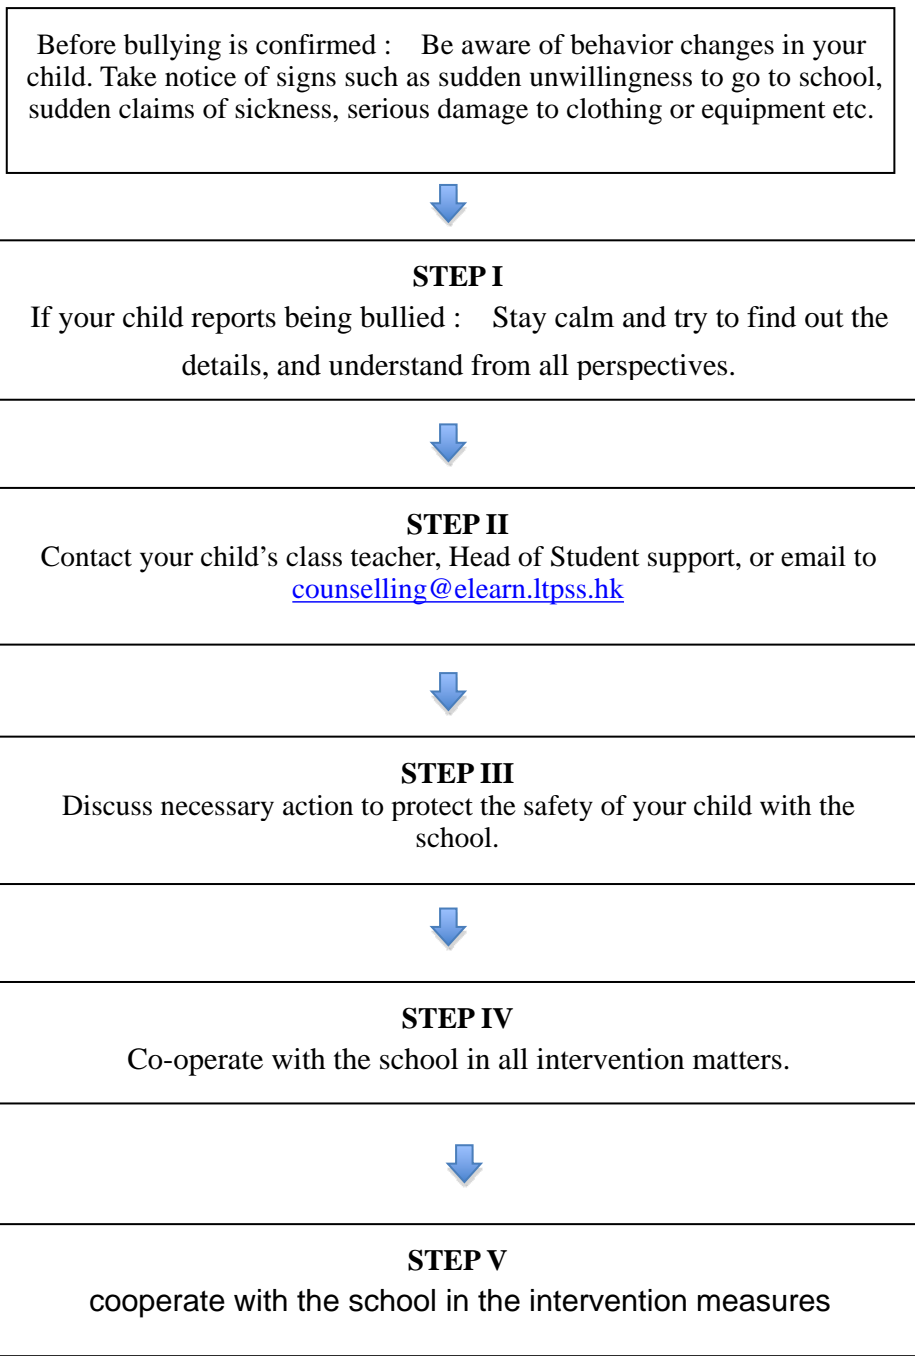 Before bullying is confirmed :    Be aware of behavior changes in your
child. Take notice of signs such as sudden unwillingness to go to school,
sudden claims of sickness, serious damage to clothing or equipment etc.
STEP I
If your child reports being bullied :    Stay calm and try to find out the
details, and understand from all perspectives.
STEP II
Contact your child’s class teacher, Head of Student support, or email to
counselling@elearn.ltpss.hk
STEP III
Discuss necessary action to protect the safety of your child with the
school.
STEP IV
Co-operate with the school in all intervention matters.
STEP V
cooperate with the school in the intervention measures